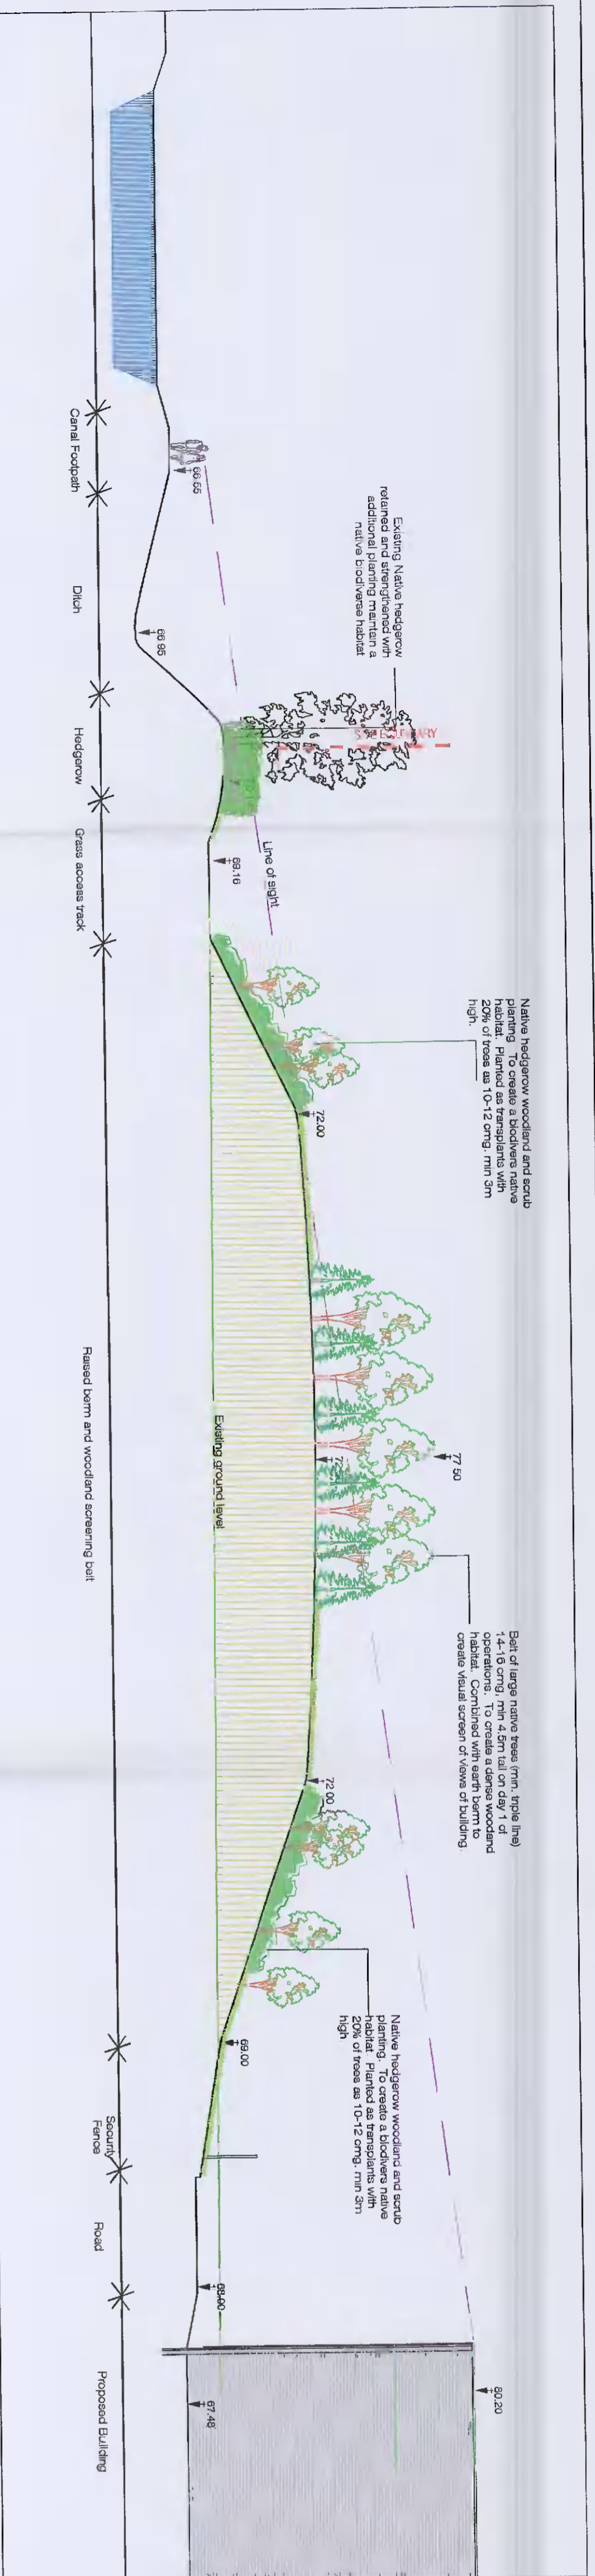 Existing Native hedgerow
retained and strengthened with
additional planting maintain a
native biodiverse habitat
Line of sight
Native hedgerow woodland and scrub
planting To create a biodivers native
habitat. Planted as transplants with
20% of trees as 10-12 cmg. min 3m
high.
Belt of large native trees (min. triple line)
14-16 cmg, min 4.5m tall on day 1 of
operations. To create a dense woodland
habitat. Combined with earth berm to
create visual screen of views of building.
Native hedgerow woodland and scrub
planting. To create a biodivers native
habitat Planted as transplants with
20% of trees as 10-12 cmg. min 3m
high
66.95
69.16
72.00
77 50
72 00
69.00
68.00
67.48
80.20
Existing ground level
Canal Footpath
Ditch
Hedgerow
Grass access track
Raised berm and woodland screening belt
Security
Fence
Road
Proposed Building